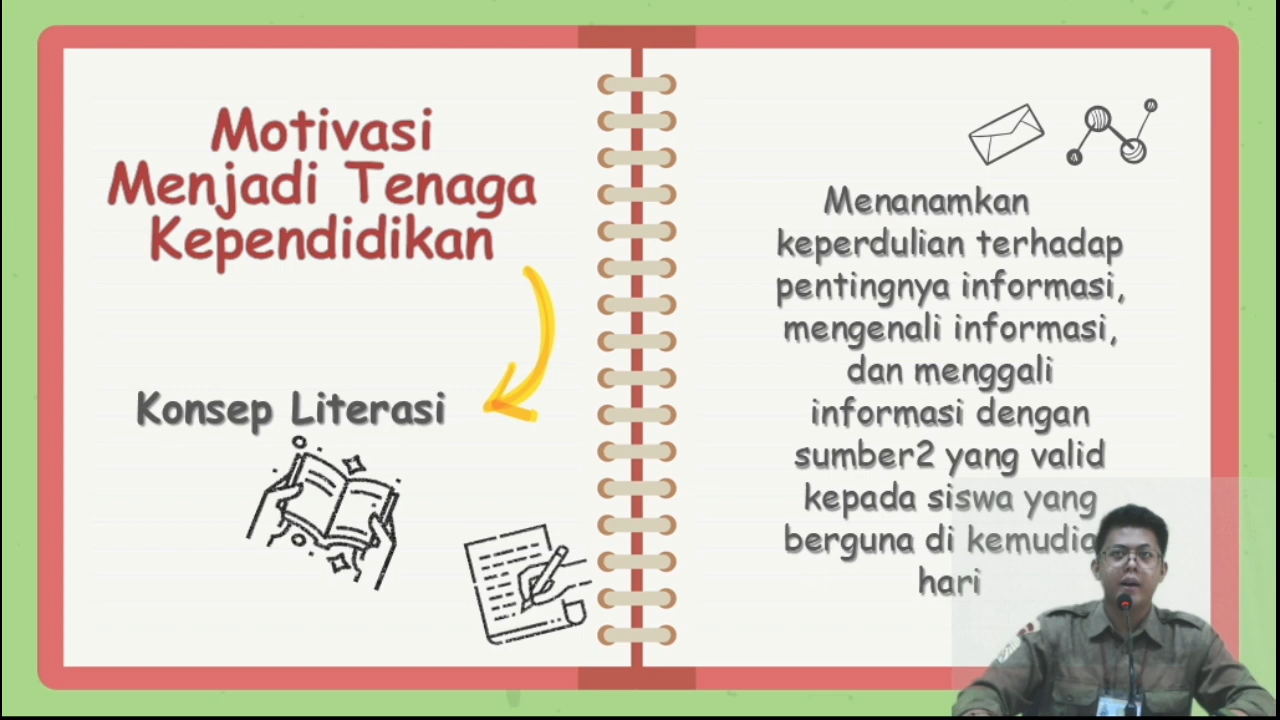 Motivasi
Menjadi Tenaga
Kependidikan
Konsep Literasi
Menanamkan
keperdulian terhadap
pentingnya informasi,
mengenali informasi,
dan menggali
informasi dengan
sumber2 yang valid
kepada siswa yang
berguna di kemudia
hari